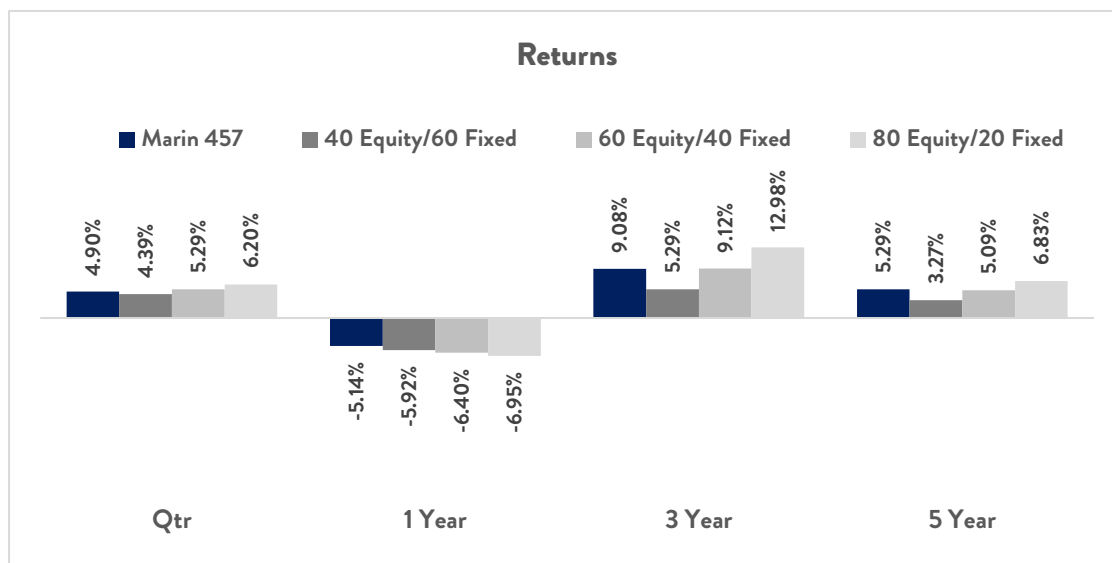 Returns
Marin 457
40 Equity/60 Fixed
60 Equity/40 Fixed
80 Equity/20 Fixed
4.90%
4.39%
5.29%
6.20%
-5.14%
-5.92%
-6.40%
-6.95%
9.08%
5.29%
9.12%
12.98%
5.29%
3.27%
5.09%
6.83%
Qtr
1 Year
3 Year
5 Year